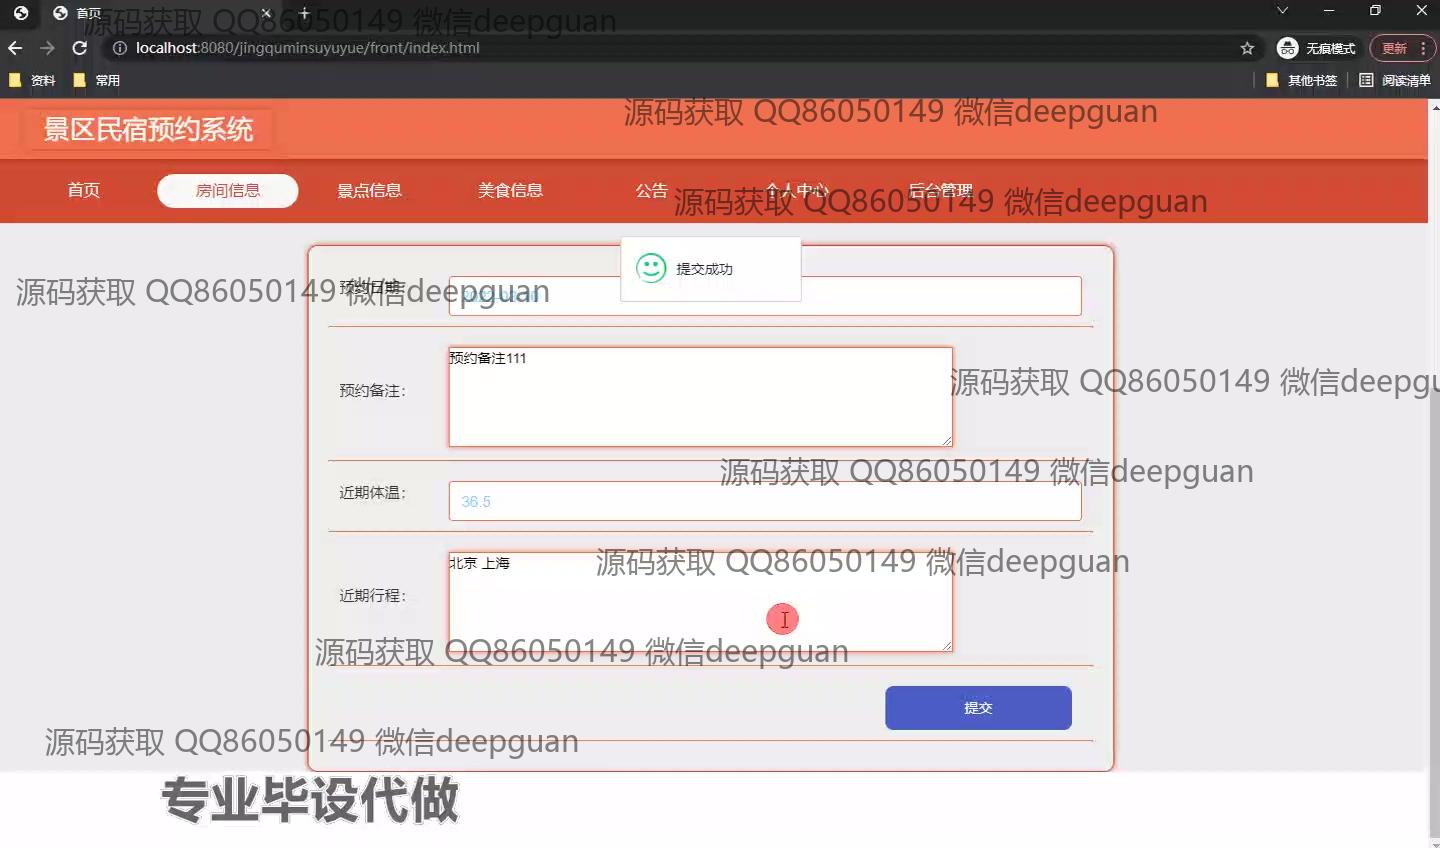 首页
源码获取 QQ86050149 微信deepguan
localhost:8080/jingquminsuyuyue/front/index.html
无痕模式
更新
资料
常用
其他书签
阅读清单
景区民宿预约系统
源码获取 QQ86050149 微信deepguan
首页
房间信息
景点信息
美食信息
公告
个人中心
后台管理
源码获取 QQ86050149 微信deepguan
提交成功
预约日期:
源码获取 QQ86050149 微信deepguan
预约备注:
预约备注111
源码获取 QQ86050149 微信deepgu
源码获取 QQ86050149 微信deepguan
近期体温:
36.5
近期行程:
北京 上海
源码获取 QQ86050149 微信deepguan
源码获取 QQ86050149 微信deepguan
提交
源码获取 QQ86050149 微信deepguan
专业毕设代做